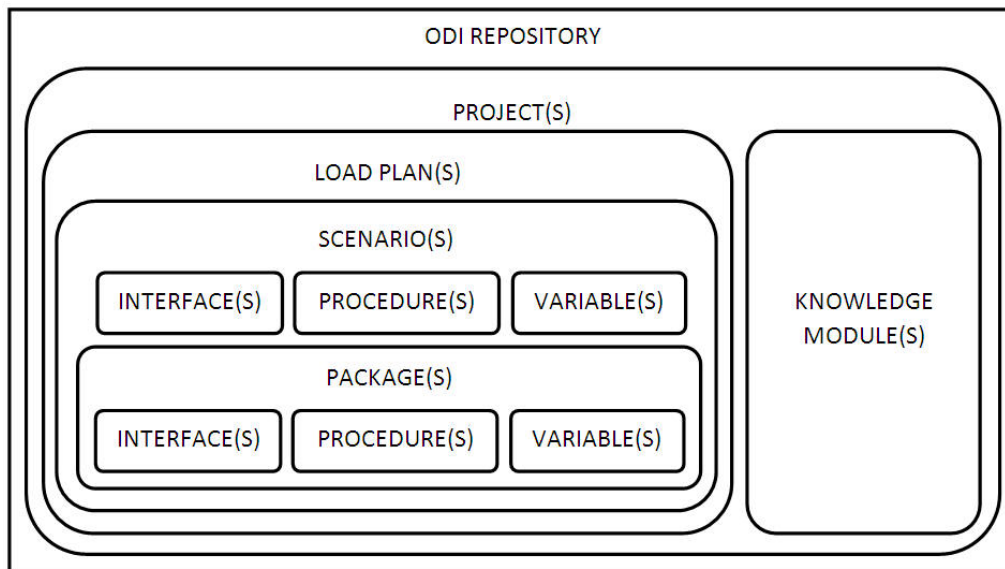 ODI REPOSITORY
PROJECT(S)
LOAD PLAN(S)
SCENARIO(S)
INTERFACE(S) PROCEDURE(S) VARIABLE(S)
KNOWLEDGE
MODULE(S)
PACKAGE(S)
INTERFACE(S) PROCEDURE(S) VARIABLE(S)